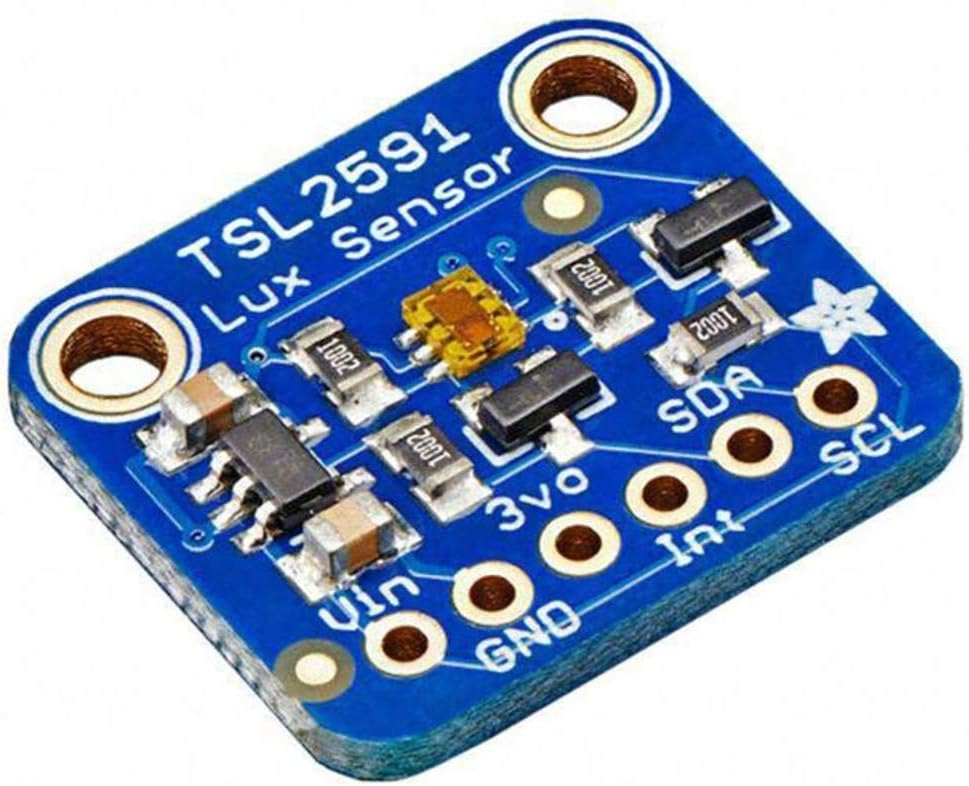 TSL2591
Lux Sensor
1002
1002
1002
1002
SDA
SCL
3vo
Int
Vin
GND